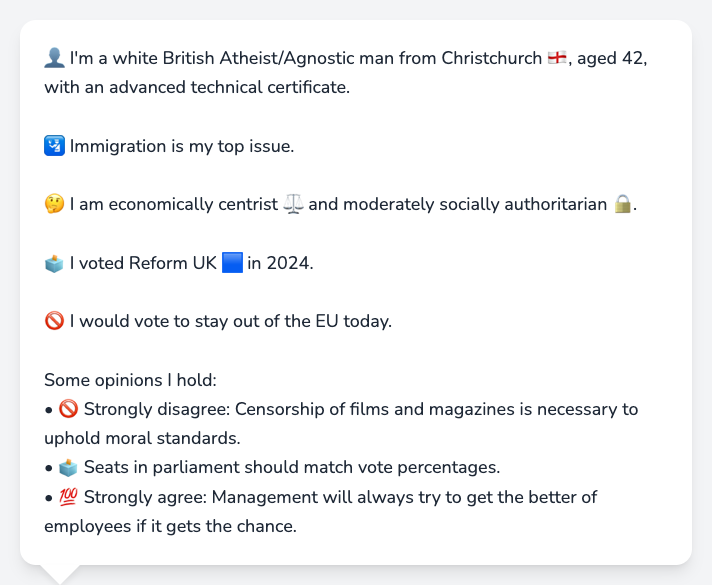 👤 I'm a white British Atheist/Agnostic man from Christchurch 🏴󠁧󠁢󠁥󠁮󠁧󠁿, aged 42,
with an advanced technical certificate.
🛂 Immigration is my top issue.
🤔 I am economically centrist ⚖️ and moderately socially authoritarian 🔒.
🗳️ I voted Reform UK 🟦 in 2024.
🚫 I would vote to stay out of the EU today.
Some opinions I hold:
• 🚫 Strongly disagree: Censorship of films and magazines is necessary to
uphold moral standards.
• 🗳️ Seats in parliament should match vote percentages.
• 💯 Strongly agree: Management will always try to get the better of
employees if it gets the chance.